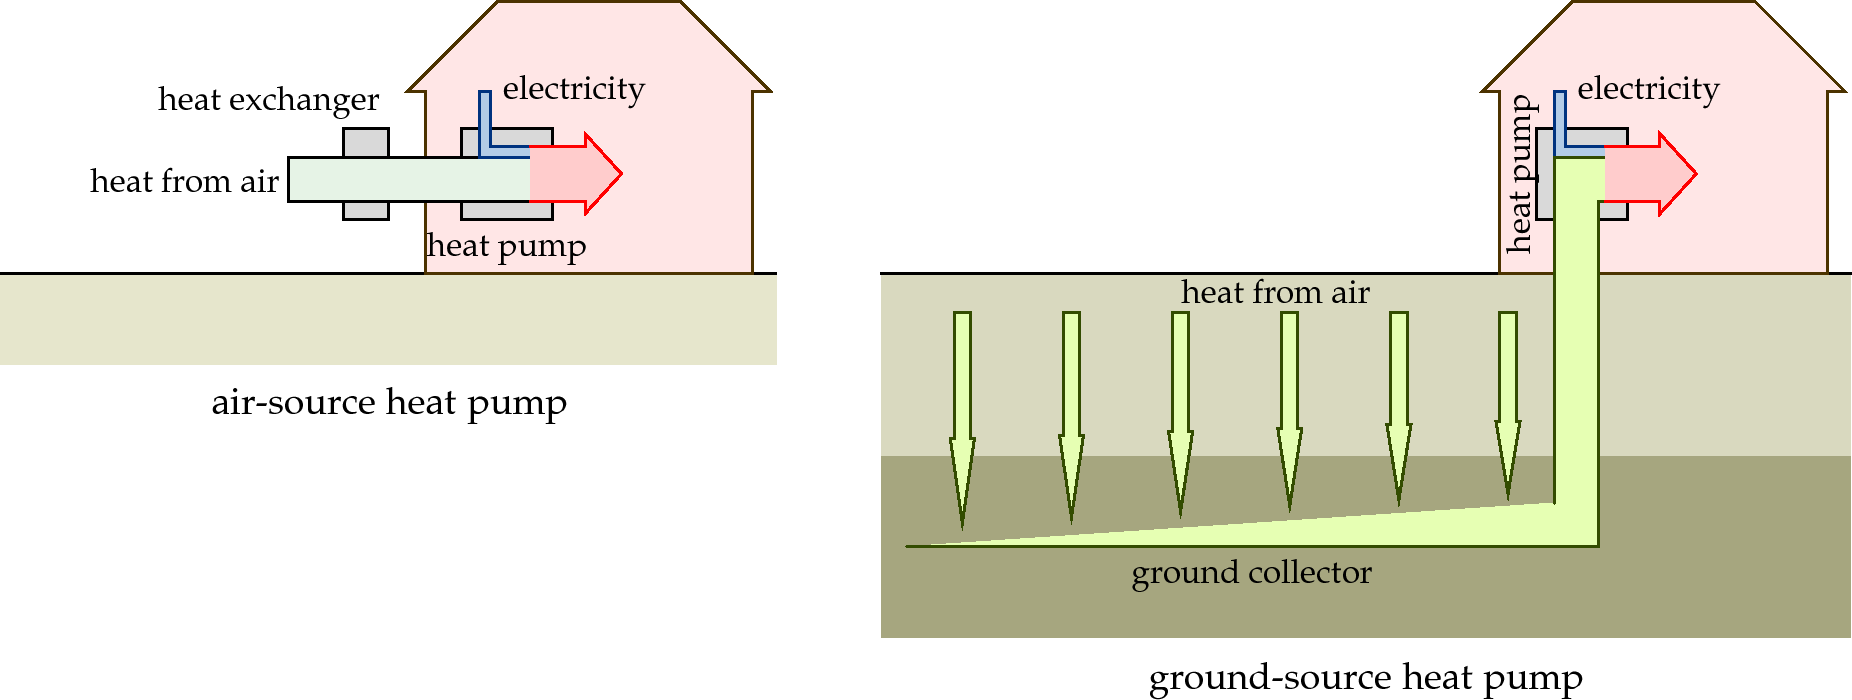 heat exchanger
electricity
heat from air
heat pump
air-source heat pump
electricity
heat pump
heat from air
ground collector
ground-source heat pump